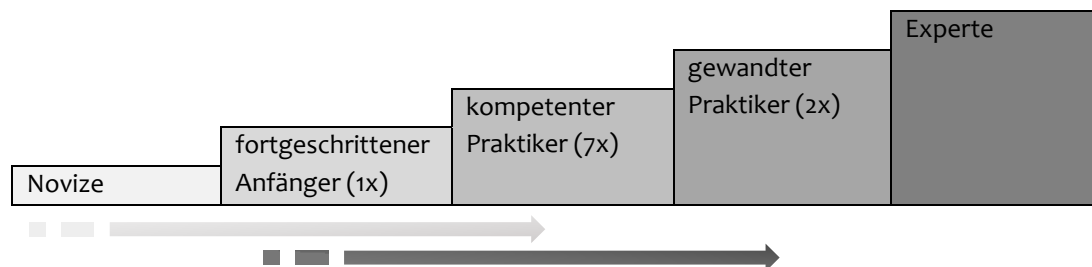 Novize
fortgeschrittener
Anfänger (1x)
kompetenter
Praktiker (7x)
gewandter
Praktiker (2x)
Experte